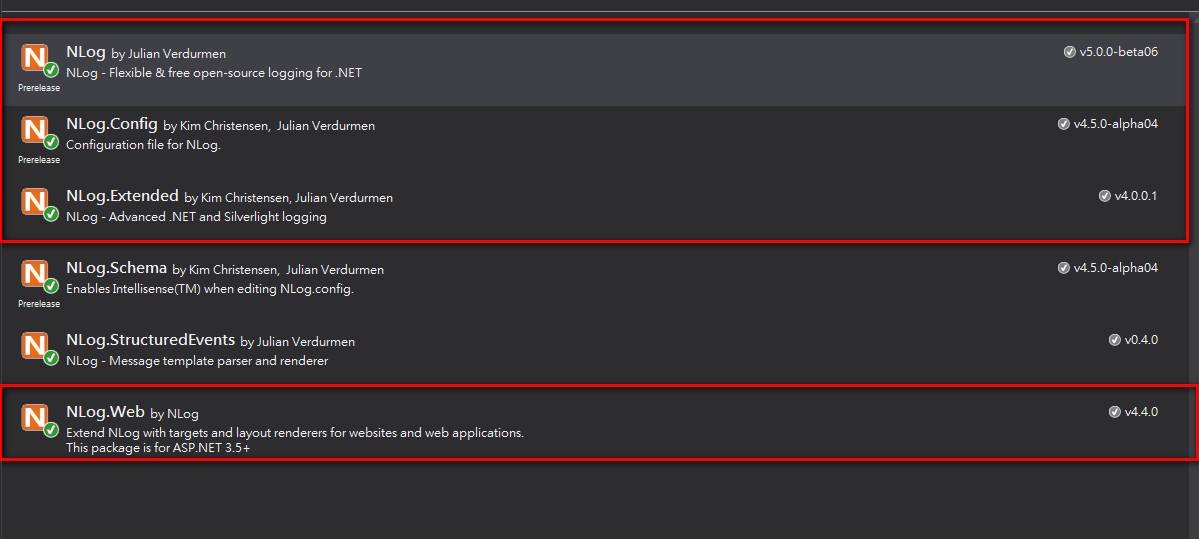 NLog by Julian Verdurmen v5.0.0-beta06
NLog - Flexible & free open-source logging for .NET
Prerelease
NLog.Config by Kim Christensen, Julian Verdurmen v4.5.0-alpha04
Configuration file for NLog.
Prerelease
NLog.Extended by Kim Christensen, Julian Verdurmen v4.0.0.1
NLog - Advanced .NET and Silverlight logging
NLog.Schema by Kim Christensen, Julian Verdurmen v4.5.0-alpha04
Enables Intellisense(TM) when editing NLog.config.
Prerelease
NLog.StructuredEvents by Julian Verdurmen v0.4.0
NLog - Message template parser and renderer
NLog.Web by NLog v4.4.0
Extend NLog with targets and layout renderers for websites and web applications.
This package is for ASP.NET 3.5+